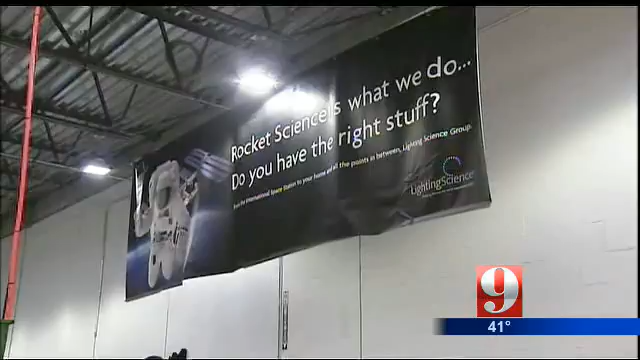 Rocket Science is what we do...
Do you have the right stuff?
from the International Space Station to your home and all the points in between, Lighting Science Group.
LightingScience
9
41°